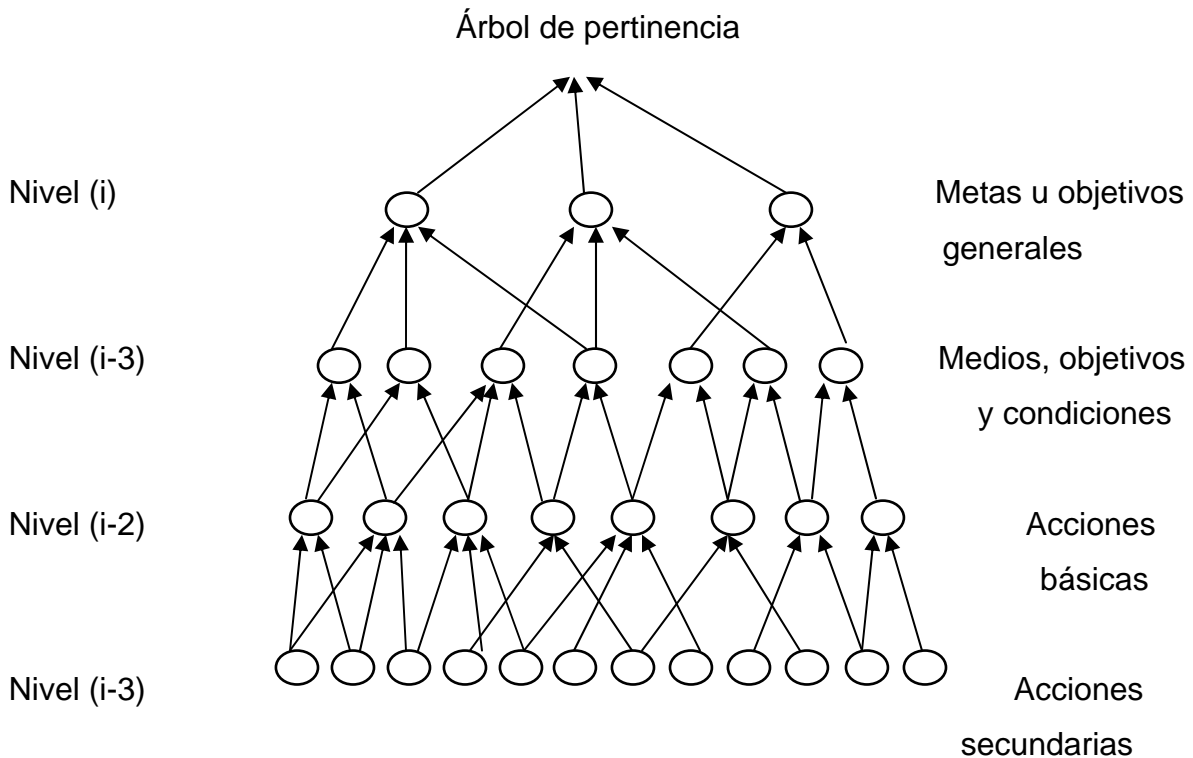 Árbol de pertinencia
Nivel (i)
Metas u objetivos
generales
Nivel (i-3)
Medios, objetivos
y condiciones
Nivel (i-2)
Acciones
básicas
Nivel (i-3)
Acciones
secundarias